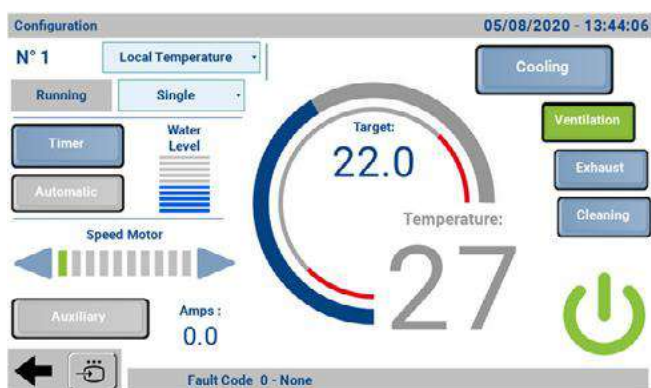 Configuration
05/08/2020 - 13:44:06
N° 1
Local Temperature
Cooling
Running
Single
Ventilation
Timer
Water
Level
Target:
22.0
Exhaust
Automatic
Cleaning
Temperature:
27
Speed Motor
Auxiliary
Amps :
0.0
Fault Code 0 - None